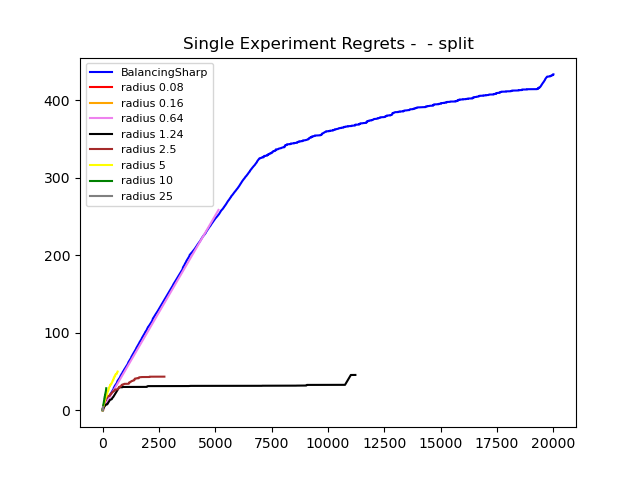 Single Experiment Regrets -  - split
BalancingSharp
radius 0.08
radius 0.16
radius 0.64
radius 1.24
radius 2.5
radius 5
radius 10
radius 25
400
300
200
100
0
0 2500 5000 7500 10000 12500 15000 17500 20000